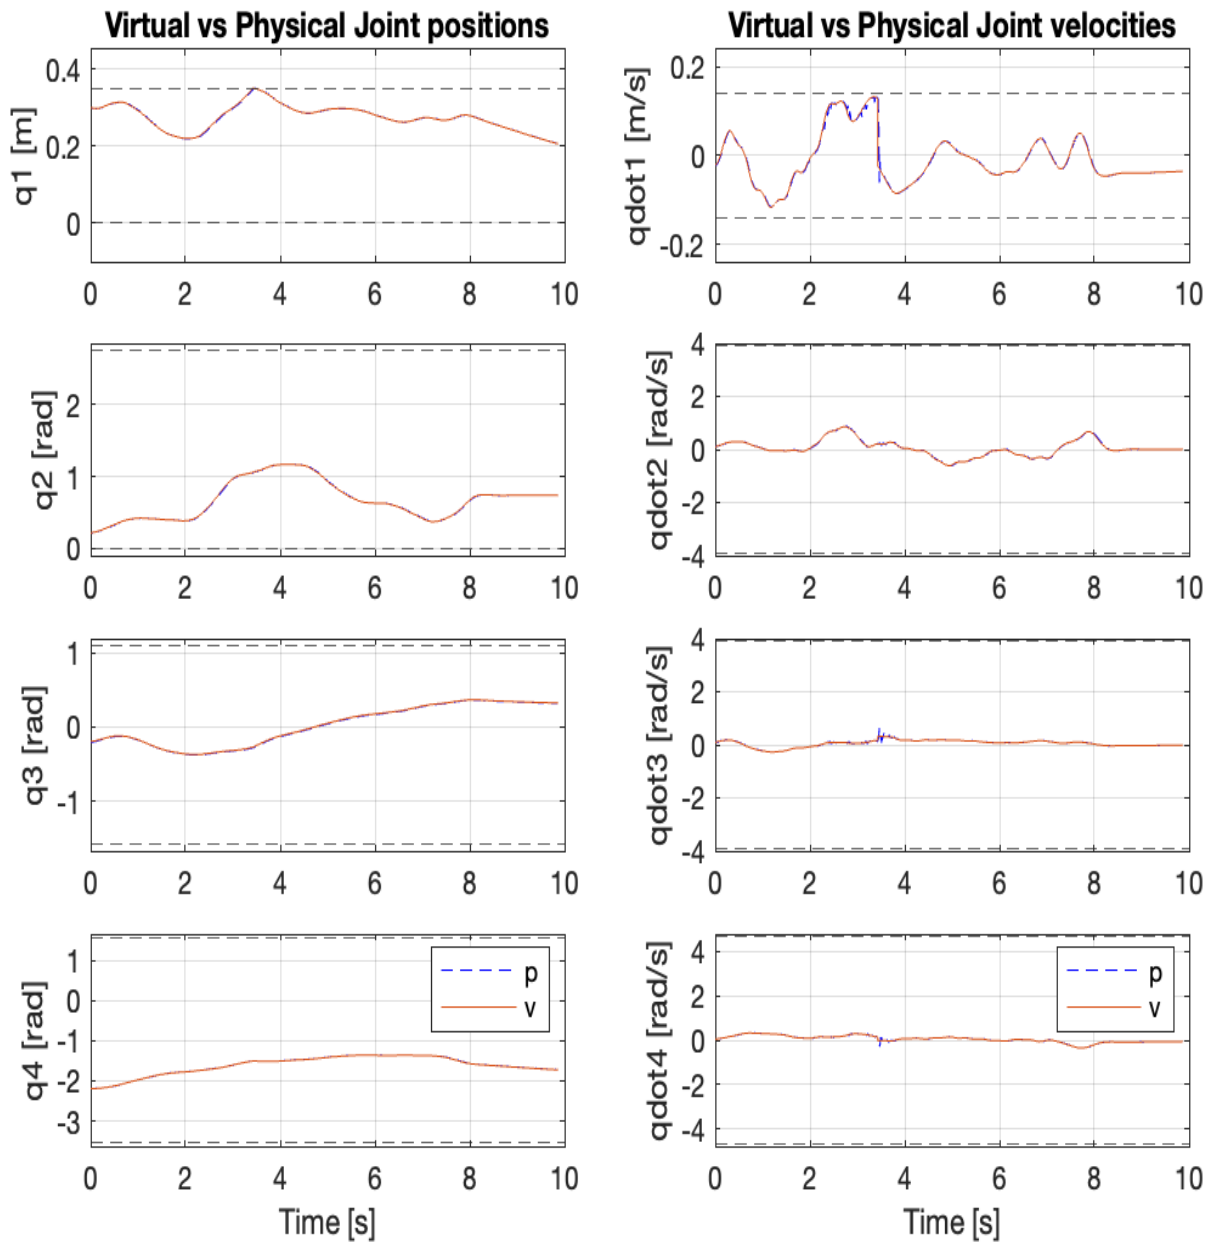 Virtual vs Physical Joint positions
q1 [m]
0.4
0.2
0
0 2 4 6 8 10
Virtual vs Physical Joint velocities
qdot1 [m/s]
0.2
0
-0.2
0 2 4 6 8 10
q2 [rad]
2
1
0
0 2 4 6 8 10
qdot2 [rad/s]
4
2
0
-2
-4
0 2 4 6 8 10
q3 [rad]
1
0
-1
0 2 4 6 8 10
qdot3 [rad/s]
4
2
0
-2
-4
0 2 4 6 8 10
q4 [rad]
1
0
-1
-2
-3
p
v
0 2 4 6 8 10
Time [s]
qdot4 [rad/s]
4
2
0
-2
-4
p
v
0 2 4 6 8 10
Time [s]